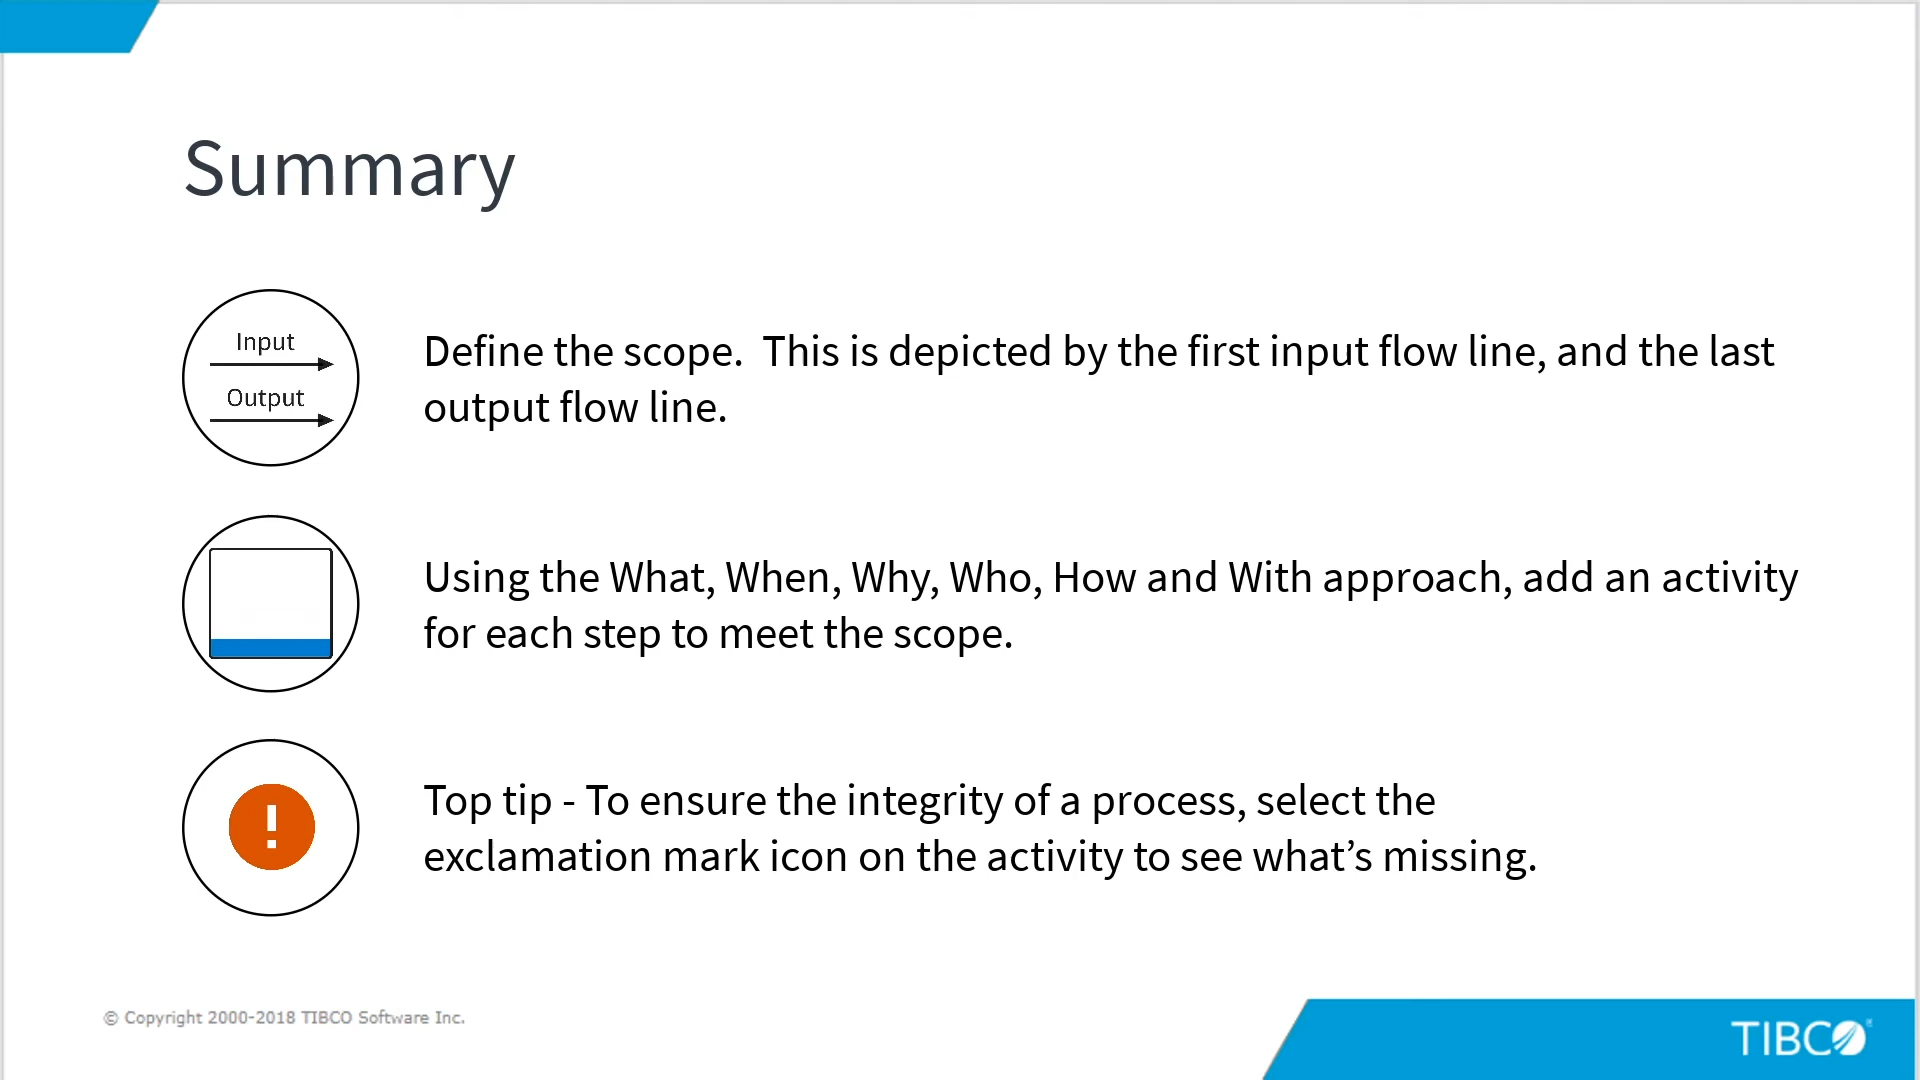 Summary
Input
Output
Define the scope.  This is depicted by the first input flow line, and the last
output flow line.
Using the What, When, Why, Who, How and With approach, add an activity
for each step to meet the scope.
!
Top tip - To ensure the integrity of a process, select the
exclamation mark icon on the activity to see what’s missing.
© Copyright 2000-2018 TIBCO Software Inc.
TIBCO®